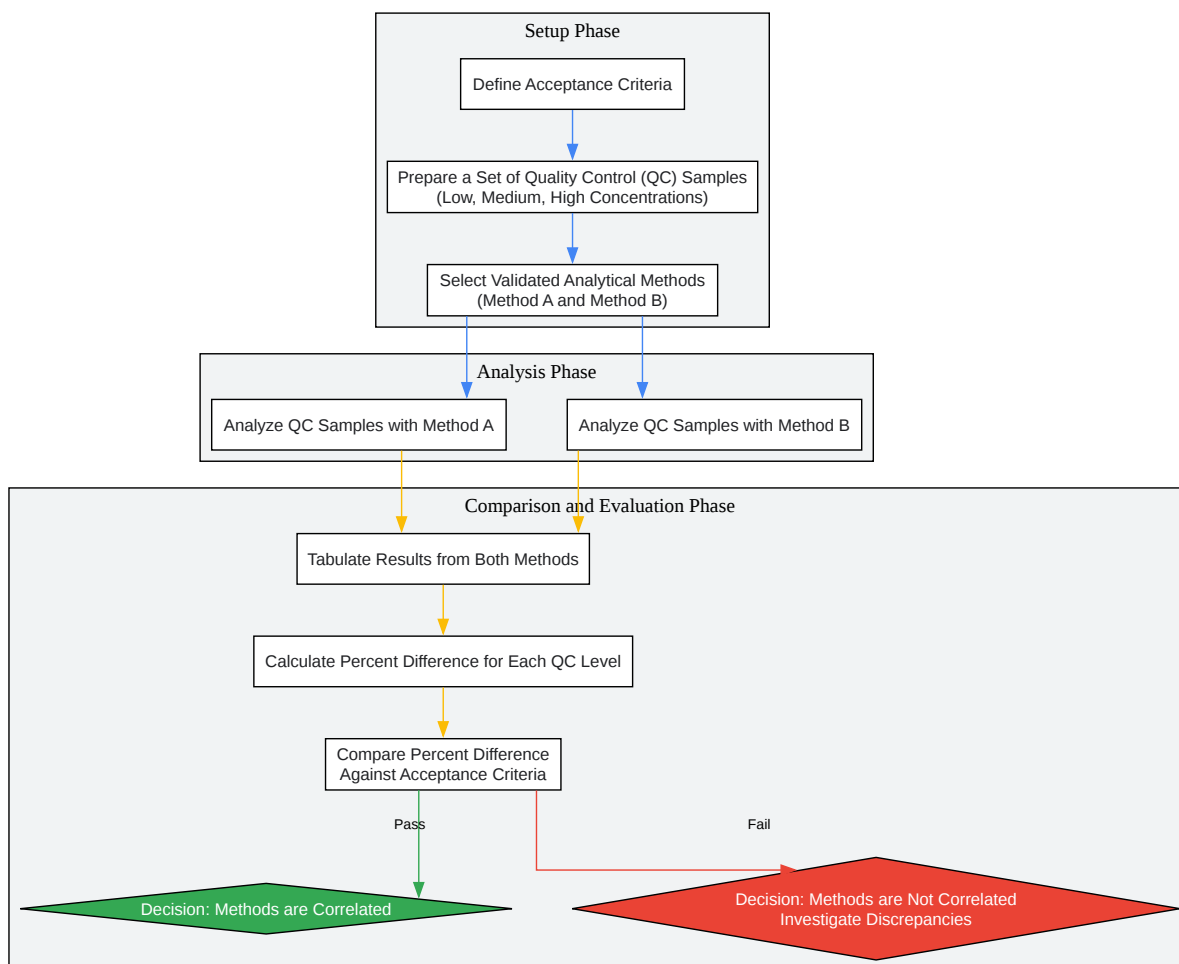 Setup Phase
Define Acceptance Criteria
Prepare a Set of Quality Control (QC) Samples
(Low, Medium, High Concentrations)
Select Validated Analytical Methods
(Method A and Method B)
Analysis Phase
Analyze QC Samples with Method A
Analyze QC Samples with Method B
Comparison and Evaluation Phase
Tabulate Results from Both Methods
Calculate Percent Difference for Each QC Level
Compare Percent Difference
Against Acceptance Criteria
Pass
Fail
Decision: Methods are Correlated
Decision: Methods are Not Correlated
Investigate Discrepancies